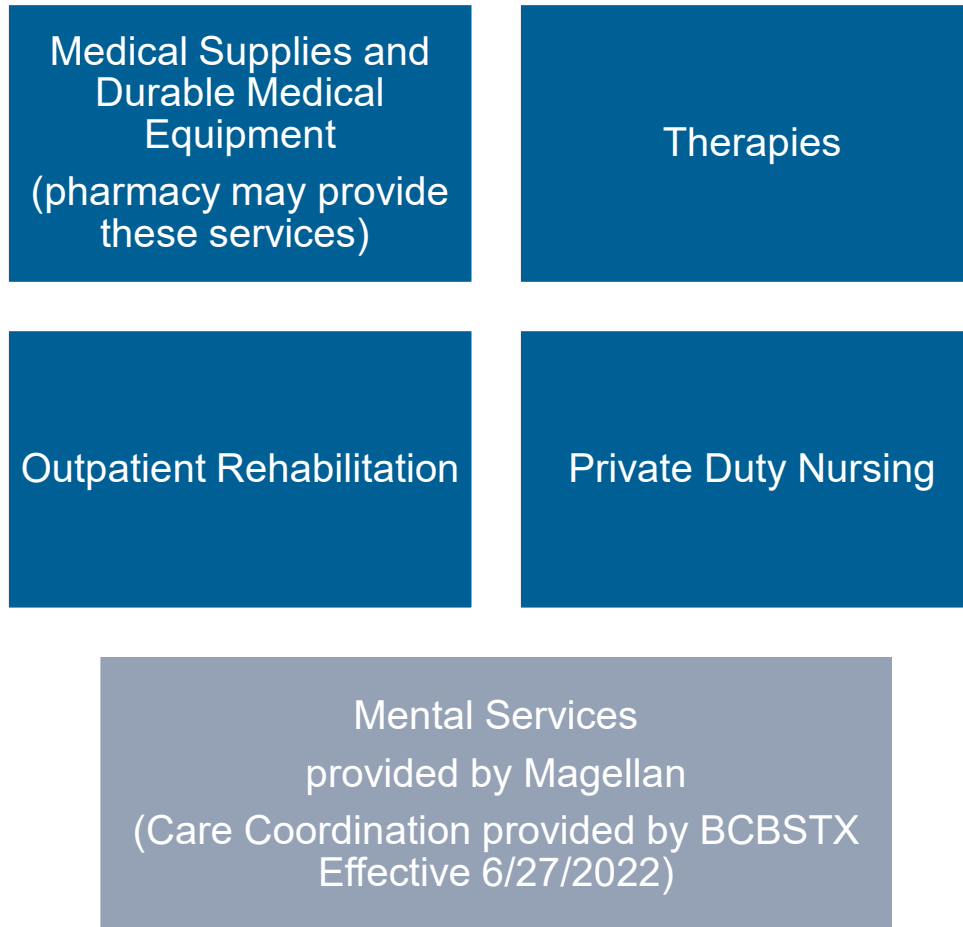 Medical Supplies and
Durable Medical
Equipment
(pharmacy may provide
these services)
Therapies
Outpatient Rehabilitation
Private Duty Nursing
Mental Services
provided by Magellan
(Care Coordination provided by BCBSTX
Effective 6/27/2022)